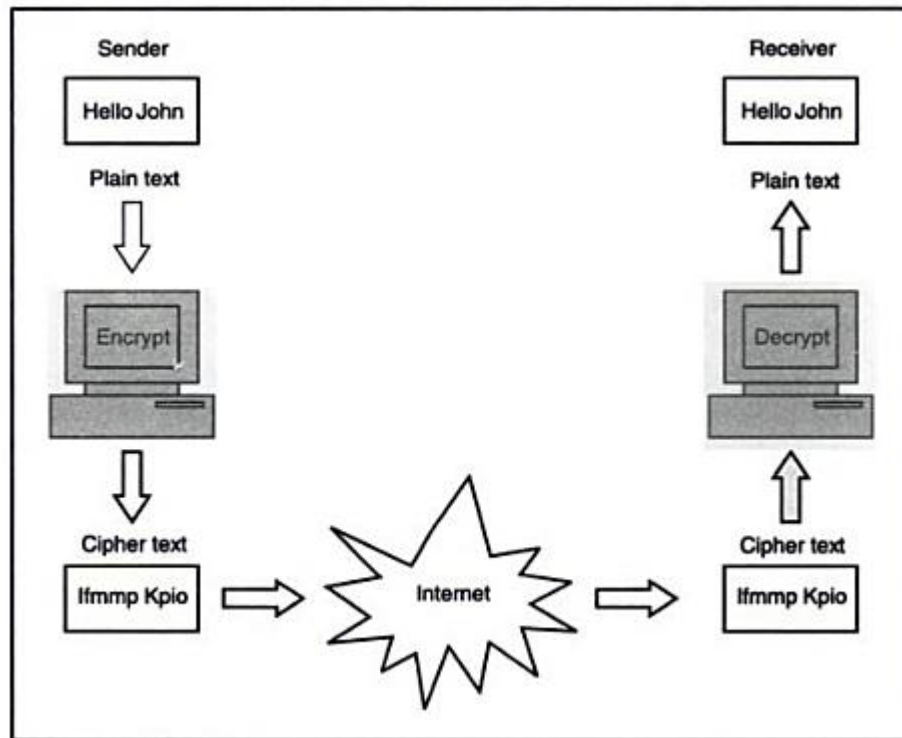 Sender
Hello John
Plain text
Encrypt
Cipher text
Ifmmp Kpio
Internet
Receiver
Hello John
Plain text
Decrypt
Cipher text
Ifmmp Kpio